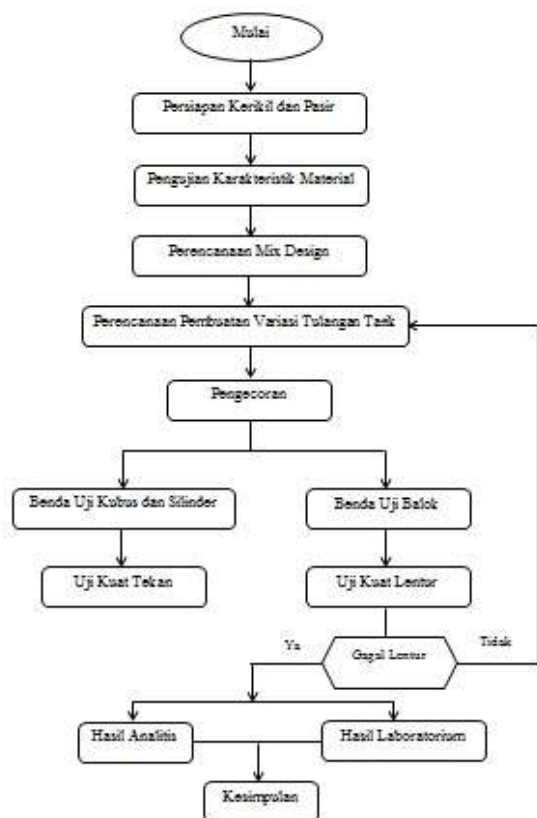 Mulai
Persiapan Kerikil dan Pasir
Pengujian Karakteristik Material
Perencanaan Mix Design
Perencanaan Pembuatan Variasi Tulangan Tarik
Pengecoran
Benda Uji Kubus dan Silinder
Benda Uji Balok
Uji Kuat Tekan
Uji Kuat Lentur
Ya
Gagal Lentur
Tidak
Hasil Analitis
Hasil Laboratorium
Kesimpulan